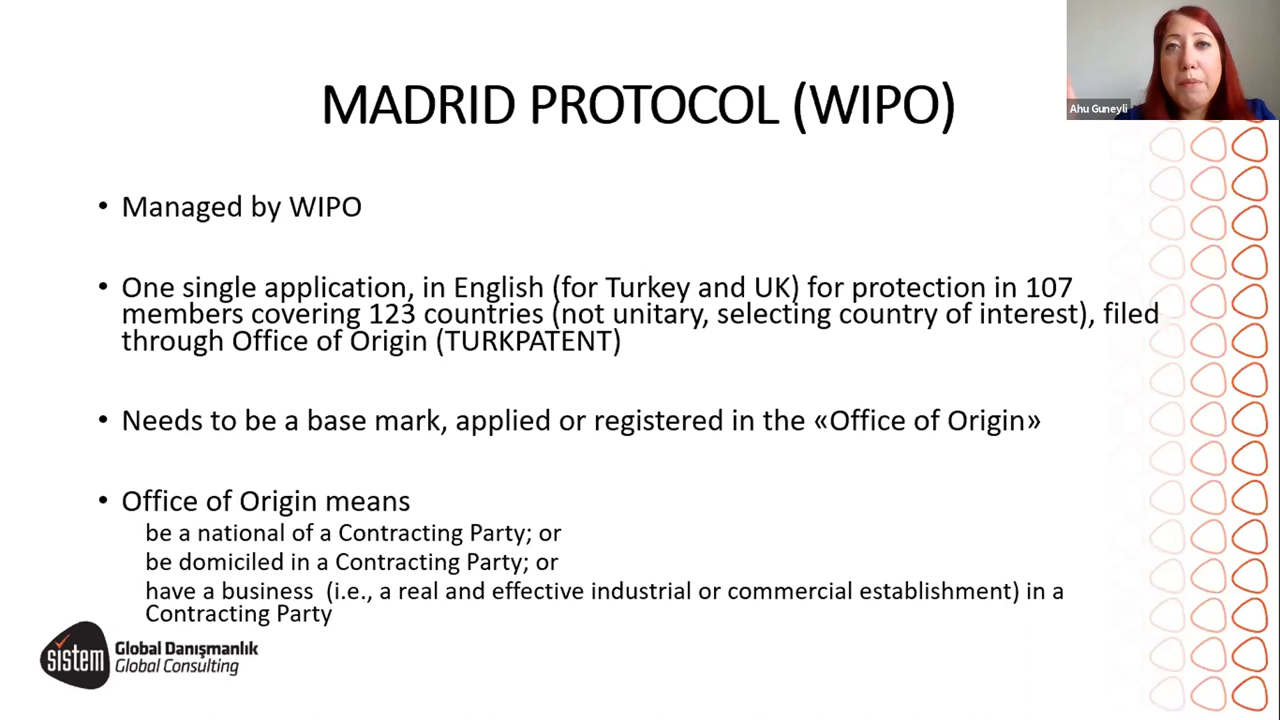 MADRID PROTOCOL (WIPO)
Ahu Guneyli
• Managed by WIPO
• One single application, in English (for Turkey and UK) for protection in 107
members covering 123 countries (not unitary, selecting country of interest), filed
through Office of Origin (TURKPATENT)
• Needs to be a base mark, applied or registered in the «Office of Origin»
• Office of Origin means
be a national of a Contracting Party; or
be domiciled in a Contracting Party; or
have a business (i.e., a real and effective industrial or commercial establishment) in a
Contracting Party
sistem
Global Danışmanlık
Global Consulting